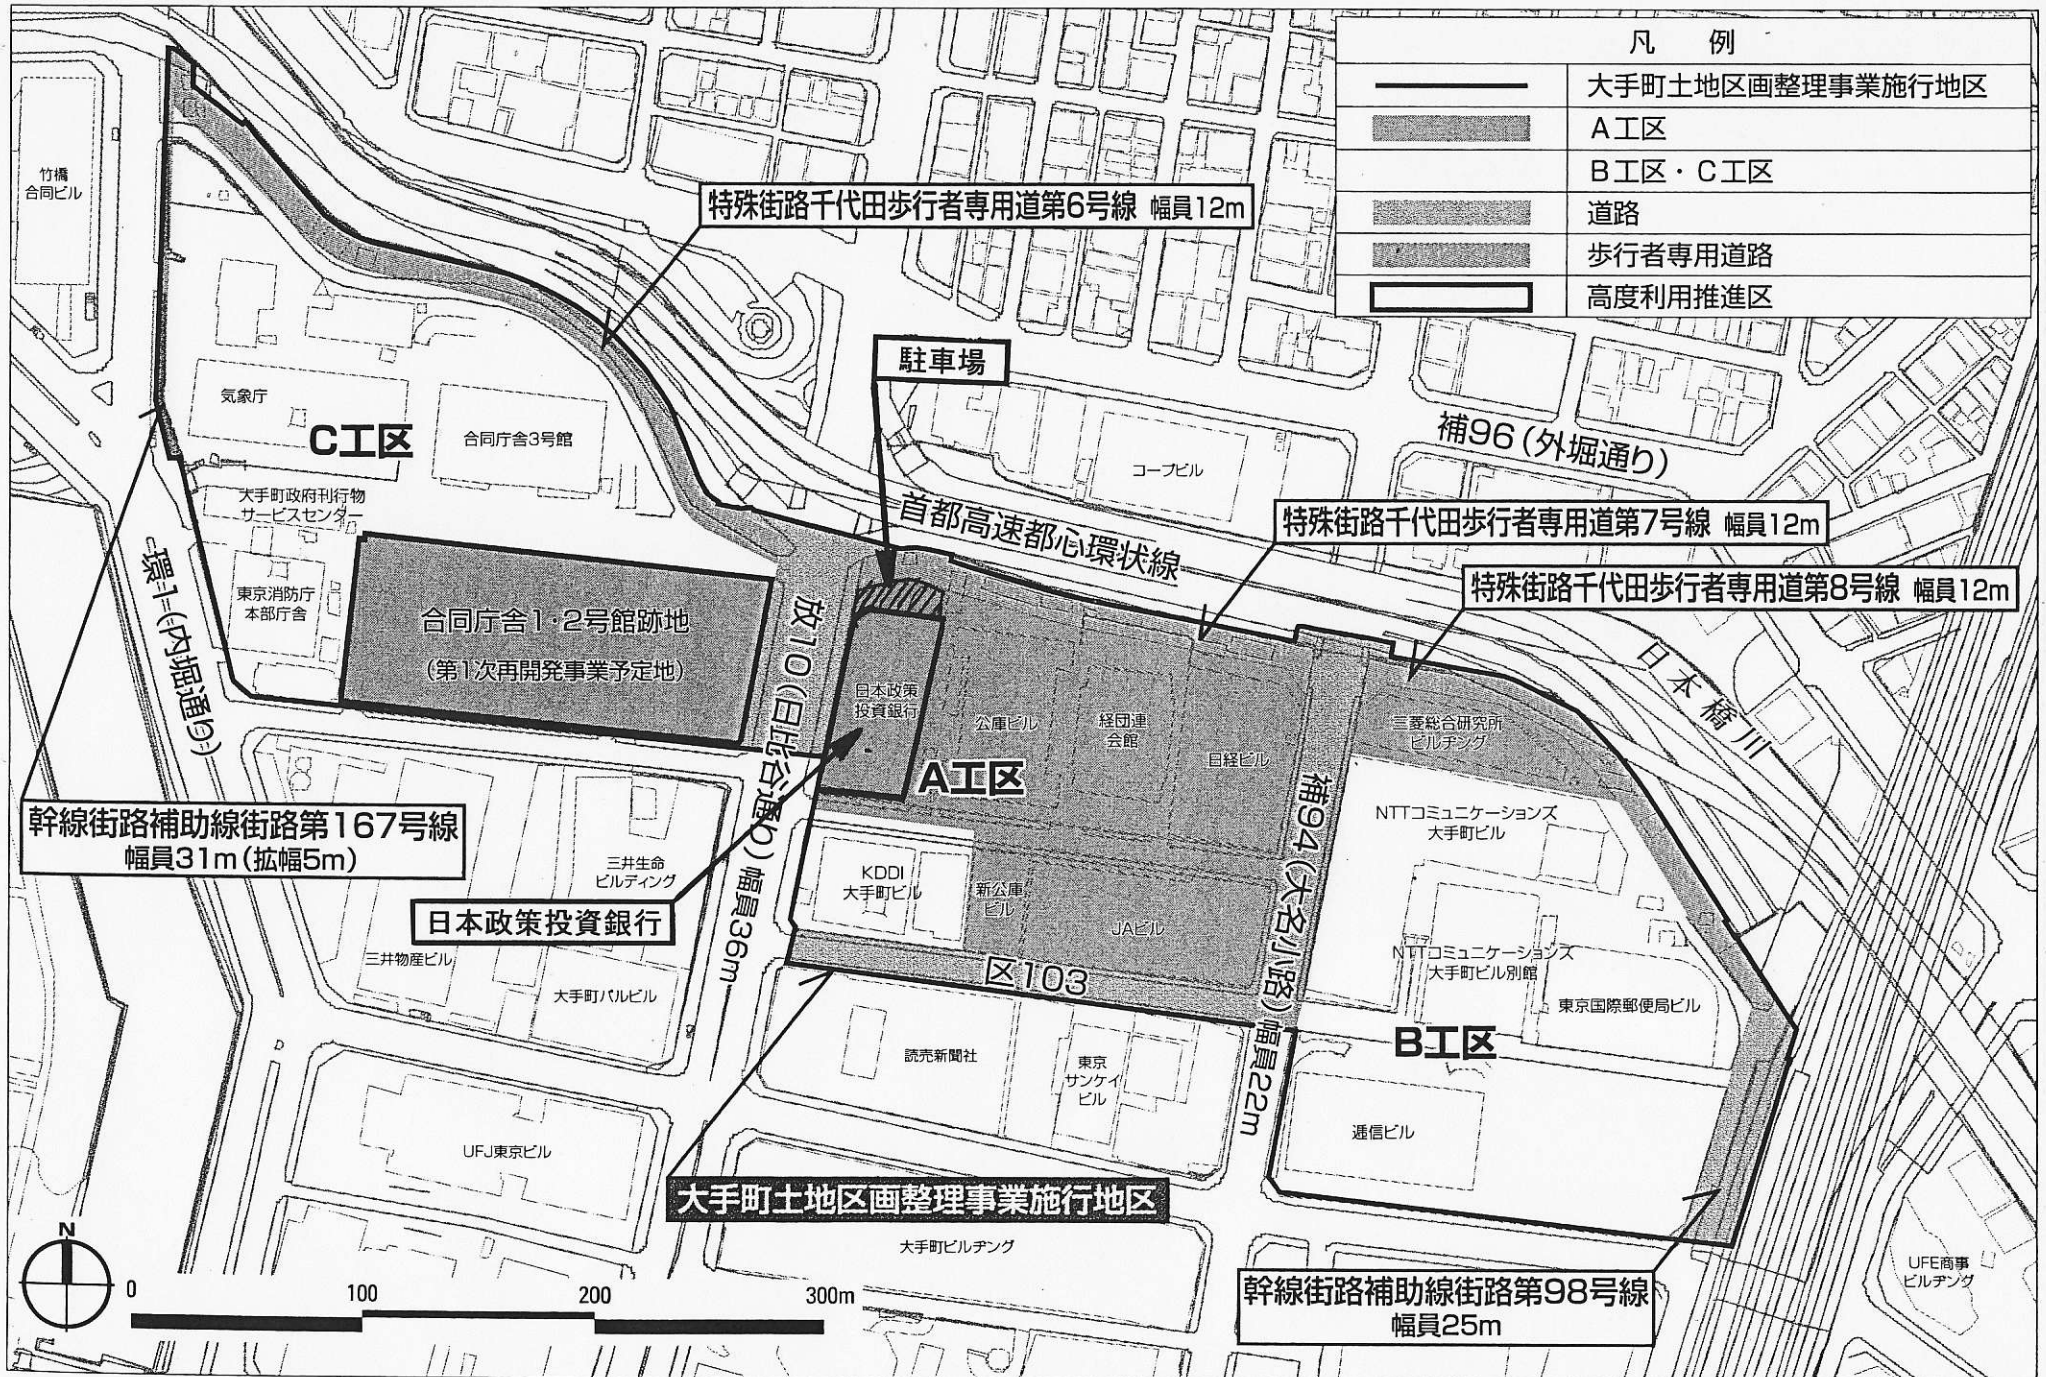 凡　例
大手町土地区画整理事業施行地区
A工区
B工区・C工区
道路
歩行者専用道路
高度利用推進区
竹橋
合同ビル
特殊街路千代田歩行者専用道第6号線 幅員12m
駐車場
気象庁
C工区
合同庁舎3号館
コープビル
補96(外堀通り)
大手町政府刊行物
サービスセンター
首都高速都心環状線
特殊街路千代田歩行者専用道第7号線 幅員12m
特殊街路千代田歩行者専用道第8号線 幅員12m
環1(内堀通り)
東京消防庁
本部庁舎
合同庁舎1・2号館跡地
(第1次再開発事業予定地)
放10(日比谷通り)幅員36m
日本政策
投資銀行
公庫ビル
経団連
会館
日経ビル
三菱総合研究所
ビルヂング
日本橋川
A工区
補94(大名小路)幅員22m
NTTコミュニケーションズ
大手町ビル
幹線街路補助線街路第167号線
幅員31m(拡幅5m)
三井生命
ビルディング
KDDI
大手町ビル
新公庫
ビル
JAビル
日本政策投資銀行
三井物産ビル
大手町パルビル
区103
NTTコミュニケーションズ
大手町ビル別館
東京国際郵便局ビル
B工区
読売新聞社
東京
サンケイ
ビル
逓信ビル
UFJ東京ビル
大手町土地区画整理事業施行地区
大手町ビルヂング
UFE商事
ビルヂング
幹線街路補助線街路第98号線
幅員25m
N
0 100 200 300m